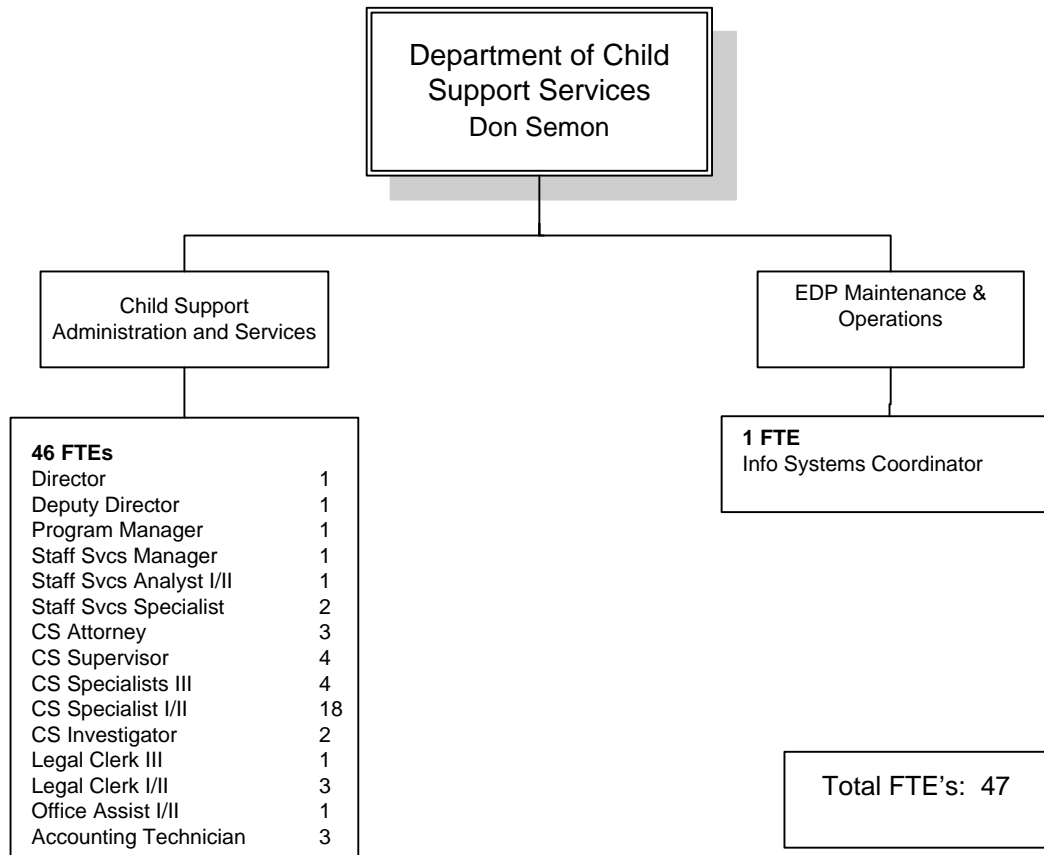 Department of Child
Support Services
Don Semon
Child Support
Administration and Services
EDP Maintenance &
Operations
46 FTEs
Director 1
Deputy Director 1
Program Manager 1
Staff Svcs Manager 1
Staff Svcs Analyst I/II 1
Staff Svcs Specialist 2
CS Attorney 3
CS Supervisor 4
CS Specialists III 4
CS Specialist I/II 18
CS Investigator 2
Legal Clerk III 1
Legal Clerk I/II 3
Office Assist I/II 1
Accounting Technician 3
1 FTE
Info Systems Coordinator
Total FTE's: 47